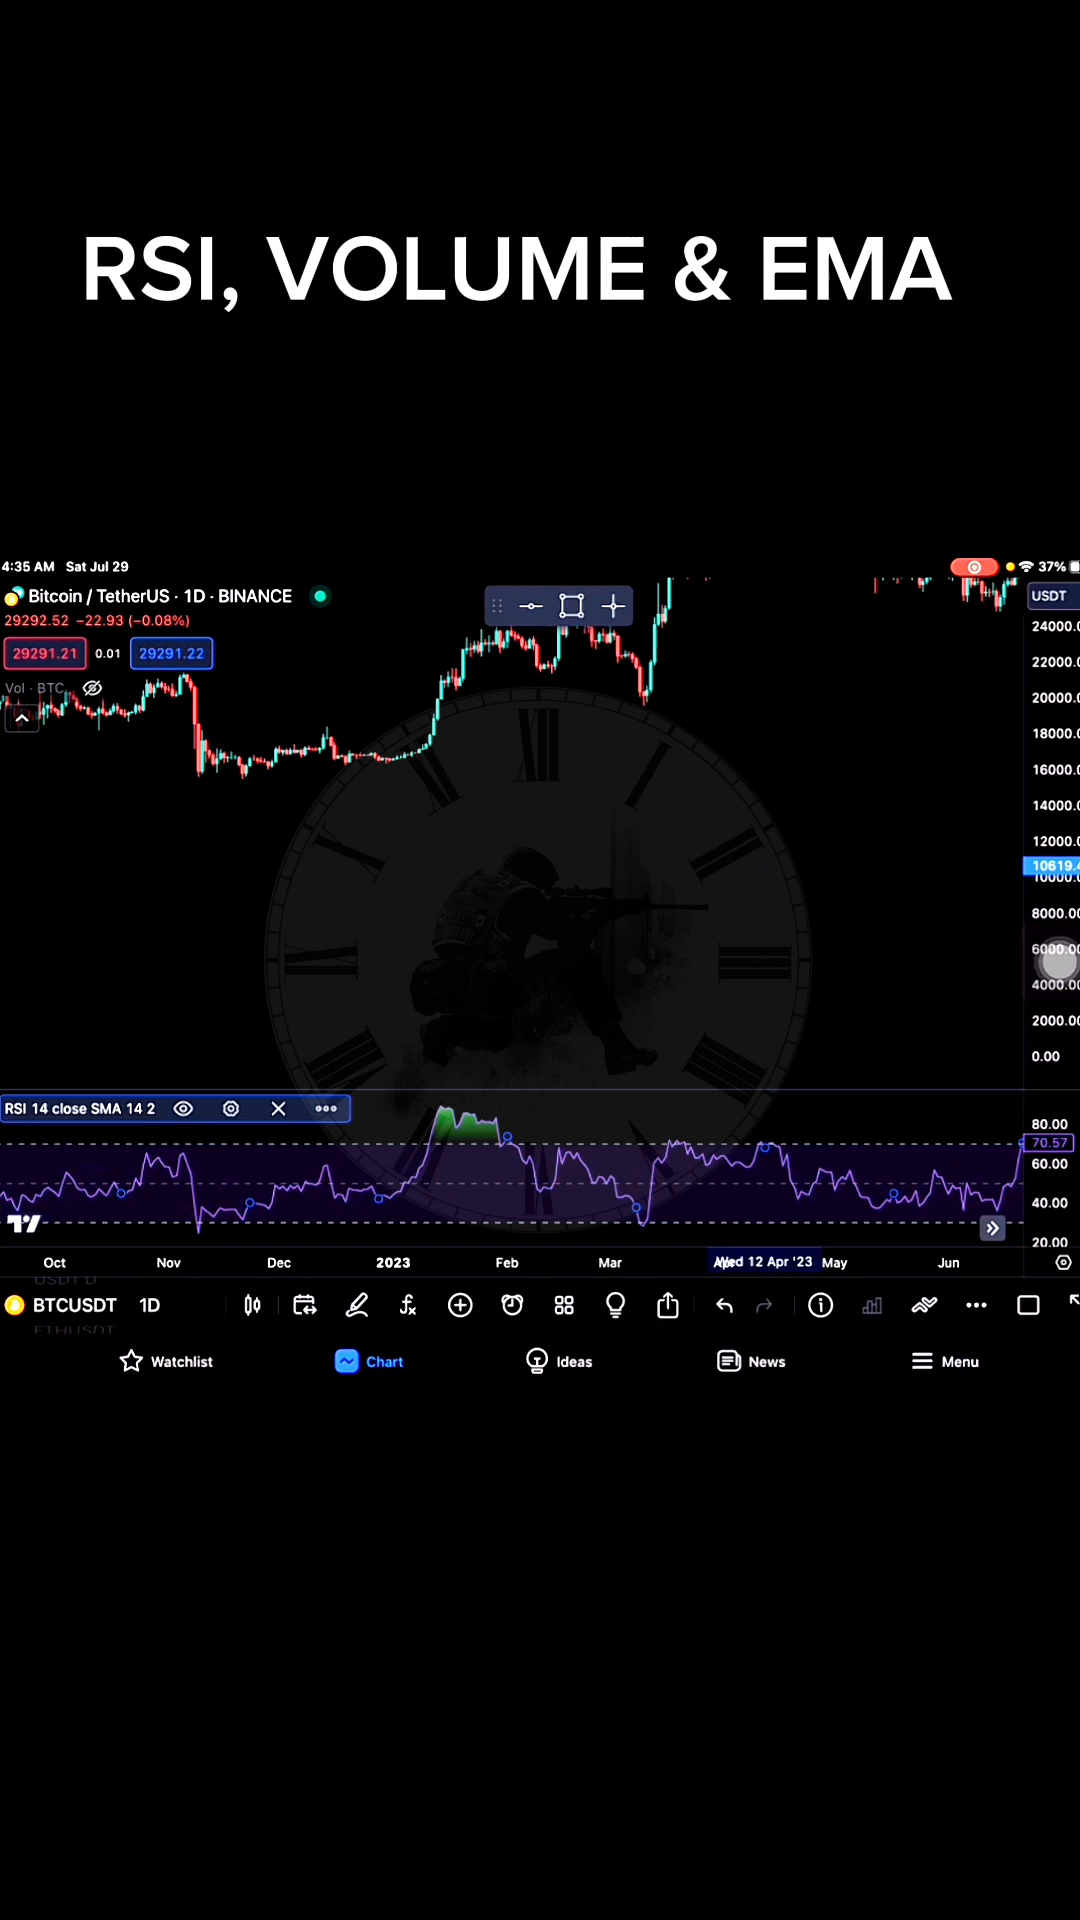 RSI, VOLUME & EMA
4:35 AM Sat Jul 29
37%
Bitcoin / TetherUS · 1D · BINANCE
USDT
29292.52 −22.93 (−0.08%)
29291.21 0.01 29291.22
Vol · BTC
24000.0
22000.0
20000.0
18000.0
16000.0
14000.0
12000.0
10619.4
10000.0
8000.00
6000.00
4000.00
2000.00
0.00
RSI 14 close SMA 14 2
80.00
70.57
60.00
40.00
20.00
Oct Nov Dec 2023 Feb Mar Wed 12 Apr '23 May Jun
BTCUSDT 1D
ETHUSDT
Watchlist Chart Ideas News Menu